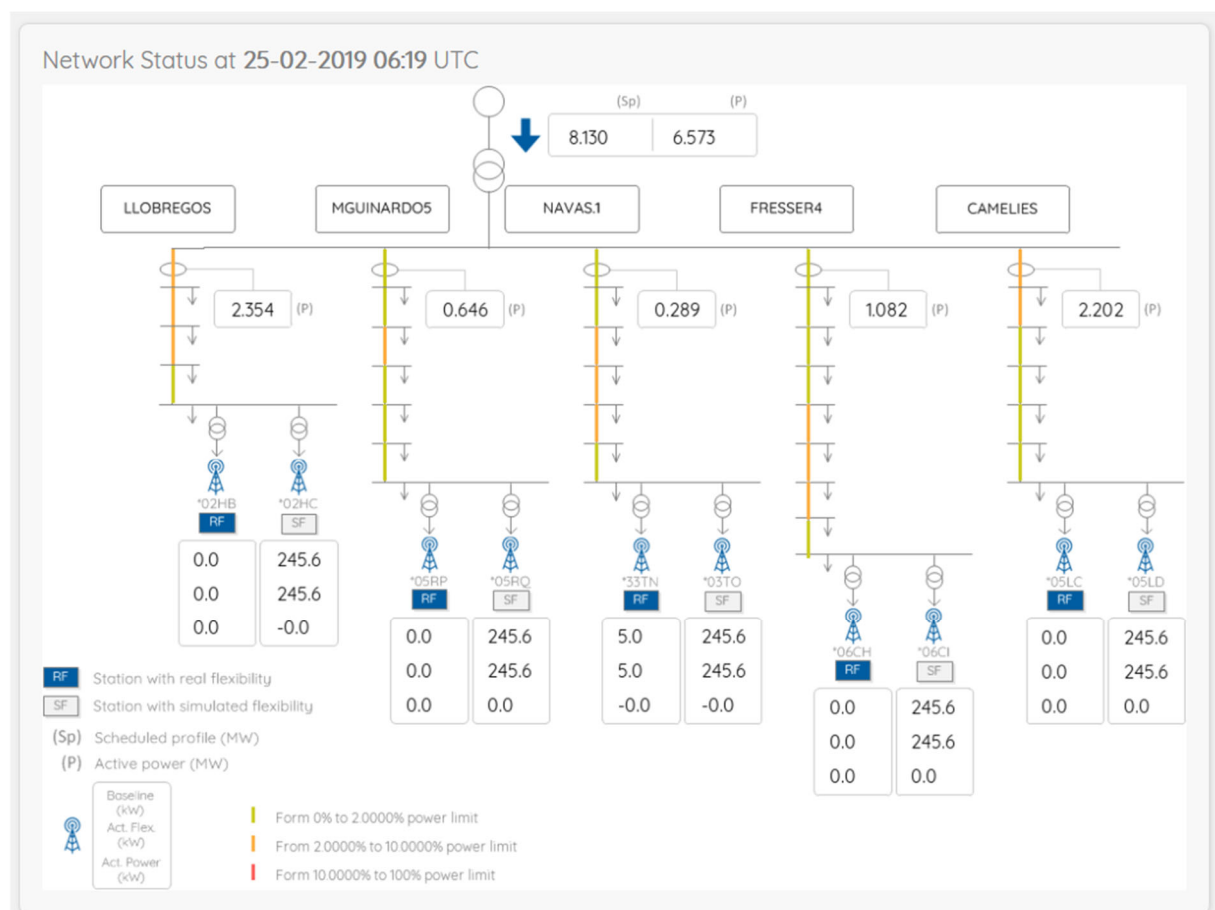 Network Status at 25-02-2019 06:19 UTC
(Sp) (P)
8.130 6.573
LLOBREGOS MGUINARDO5 NAVAS.1 FRESSER4 CAMELIES
2.354 (P) 0.646 (P) 0.289 (P) 1.082 (P) 2.202 (P)
*02HB *02HC
RF SF
0.0 245.6
0.0 245.6
0.0 -0.0
*05RP *05RQ *33TN *03TO *05LC *05LD
RF SF RF SF RF SF
0.0 245.6 5.0 245.6 0.0 245.6
0.0 245.6 5.0 245.6 0.0 245.6
0.0 0.0 -0.0 -0.0 0.0 0.0
*06CH *06CI
RF SF
0.0 245.6
0.0 245.6
0.0 0.0
RF Station with real flexibility
SF Station with simulated flexibility
(Sp) Scheduled profile (MW)
(P) Active power (MW)
Baseline
(kW)
Act. Flex.
(kW)
Act. Power
(kW)
Form 0% to 2.0000% power limit
From 2.0000% to 10.0000% power limit
Form 10.0000% to 100% power limit